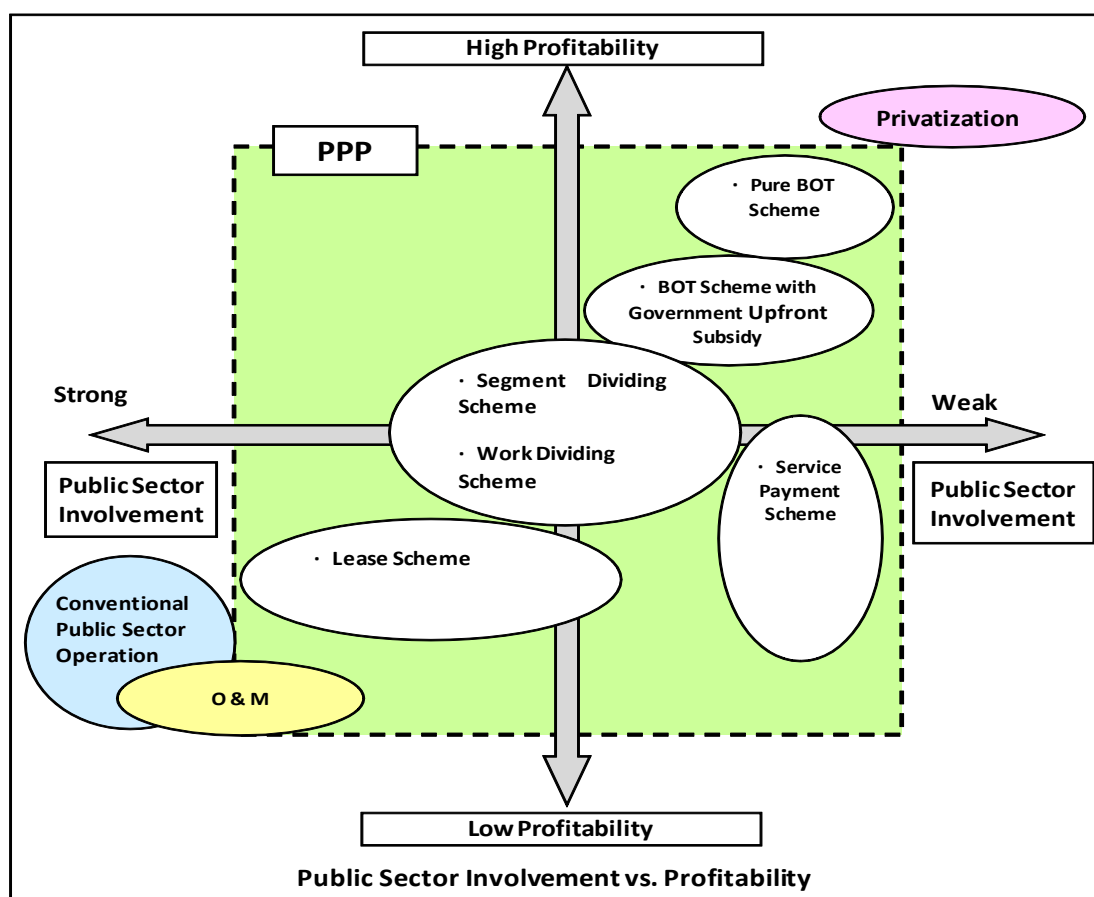 High Profitability
Privatization
PPP
· Pure BOT
Scheme
· BOT Scheme with
Government Upfront
Subsidy
· Segment Dividing
Scheme
Strong
Weak
· Work Dividing
Scheme
· Service
Payment
Scheme
Public Sector
Involvement
Public Sector
Involvement
· Lease Scheme
Conventional
Public Sector
Operation
O & M
Low Profitability
Public Sector Involvement vs. Profitability